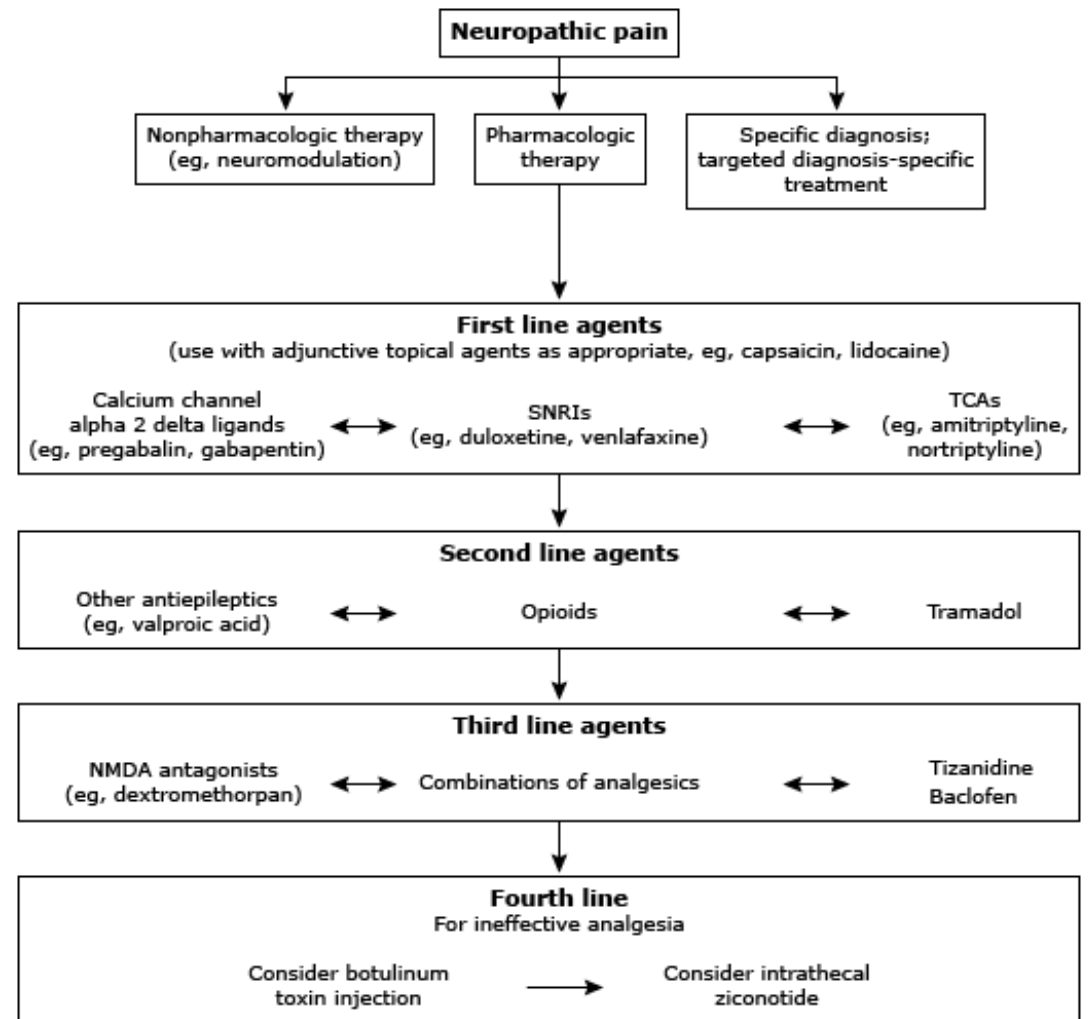 Neuropathic pain
Nonpharmacologic therapy
(eg, neuromodulation)
Pharmacologic
therapy
Specific diagnosis;
targeted diagnosis-specific
treatment
First line agents
(use with adjunctive topical agents as appropriate, eg, capsaicin, lidocaine)
Calcium channel
alpha 2 delta ligands
(eg, pregabalin, gabapentin)
SNRIs
(eg, duloxetine, venlafaxine)
TCAs
(eg, amitriptyline,
nortriptyline)
Second line agents
Other antiepileptics
(eg, valproic acid)
Opioids
Tramadol
Third line agents
NMDA antagonists
(eg, dextromethorpan)
Combinations of analgesics
Tizanidine
Baclofen
Fourth line
For ineffective analgesia
Consider botulinum
toxin injection
Consider intrathecal
ziconotide